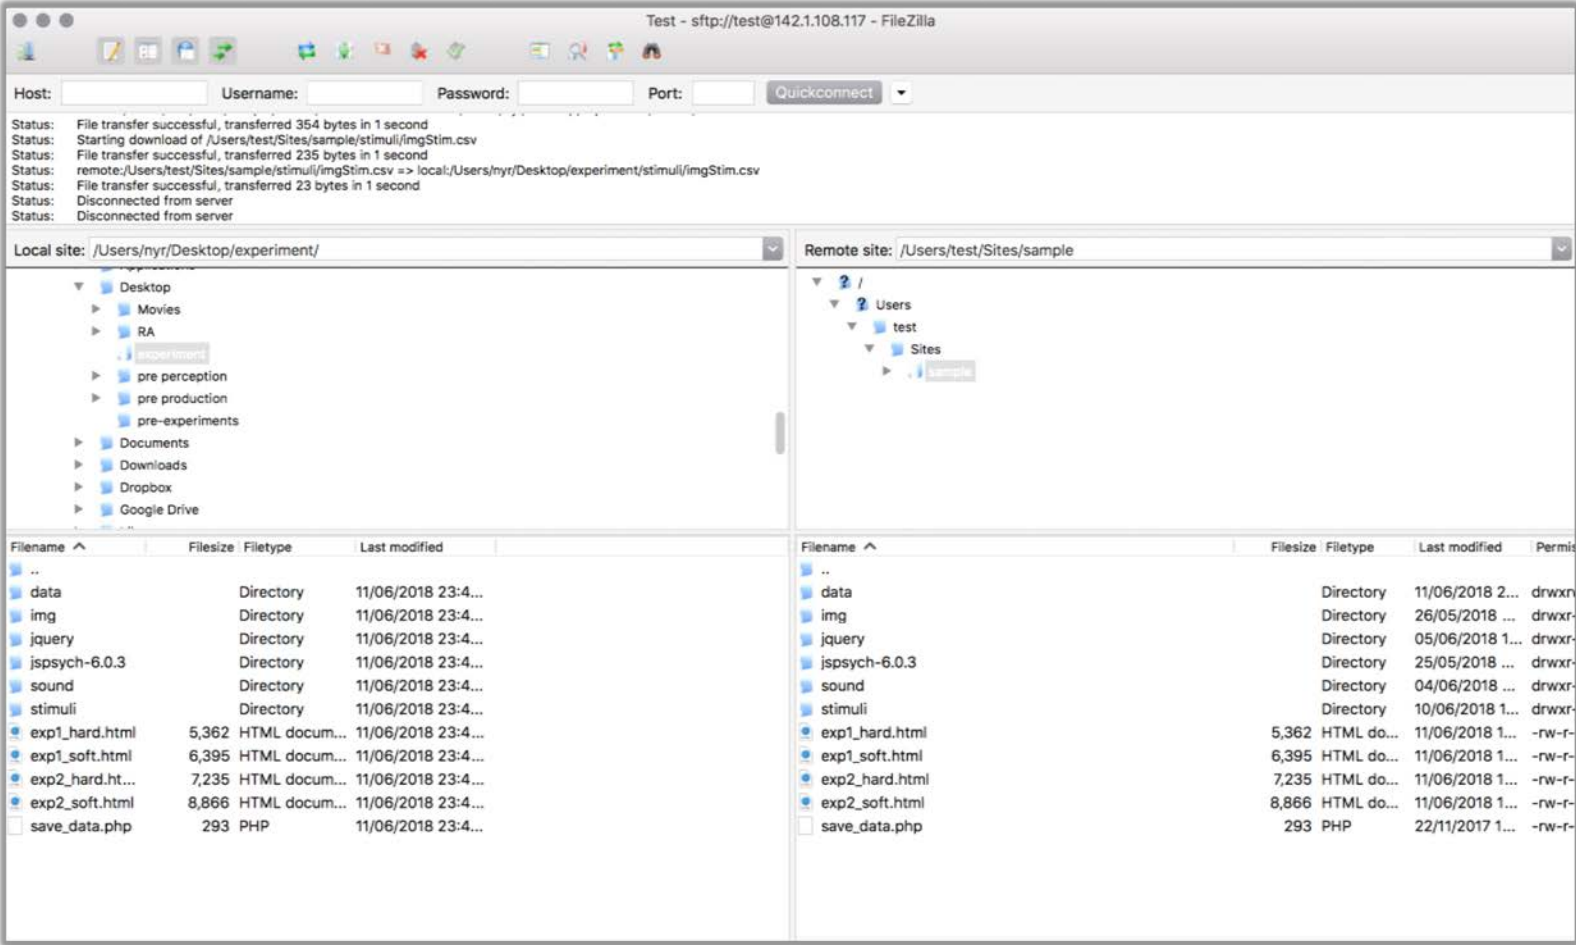 Test - sftp://test@142.1.108.117 - FileZilla
Host: Username: Password: Port: Quickconnect
Status: File transfer successful, transferred 354 bytes in 1 second
Status: Starting download of /Users/test/Sites/sample/stimuli/imgStim.csv
Status: File transfer successful, transferred 235 bytes in 1 second
Status: remote:/Users/test/Sites/sample/stimuli/imgStim.csv => local:/Users/nyr/Desktop/experiment/stimuli/imgStim.csv
Status: File transfer successful, transferred 23 bytes in 1 second
Status: Disconnected from server
Status: Disconnected from server
Local site: /Users/nyr/Desktop/experiment/
Applications
Desktop
Movies
RA
experiment
pre perception
pre production
pre-experiments
Documents
Downloads
Dropbox
Google Drive
Remote site: /Users/test/Sites/sample
/
Users
test
Sites
sample
Filename Filesize Filetype Last modified
..
data Directory 11/06/2018 23:4...
img Directory 11/06/2018 23:4...
jquery Directory 11/06/2018 23:4...
jspsych-6.0.3 Directory 11/06/2018 23:4...
sound Directory 11/06/2018 23:4...
stimuli Directory 11/06/2018 23:4...
exp1_hard.html 5,362 HTML docum... 11/06/2018 23:4...
exp1_soft.html 6,395 HTML docum... 11/06/2018 23:4...
exp2_hard.ht... 7,235 HTML docum... 11/06/2018 23:4...
exp2_soft.html 8,866 HTML docum... 11/06/2018 23:4...
save_data.php 293 PHP 11/06/2018 23:4...
Filename Filesize Filetype Last modified Permis
..
data Directory 11/06/2018 2... drwxrw
img Directory 26/05/2018 ... drwxr-
jquery Directory 05/06/2018 1... drwxr-
jspsych-6.0.3 Directory 25/05/2018 ... drwxr-
sound Directory 04/06/2018 ... drwxr-
stimuli Directory 10/06/2018 1... drwxr-
exp1_hard.html 5,362 HTML do... 11/06/2018 1... -rw-r-
exp1_soft.html 6,395 HTML do... 11/06/2018 1... -rw-r-
exp2_hard.html 7,235 HTML do... 11/06/2018 1... -rw-r-
exp2_soft.html 8,866 HTML do... 11/06/2018 1... -rw-r-
save_data.php 293 PHP 22/11/2017 1... -rw-r-